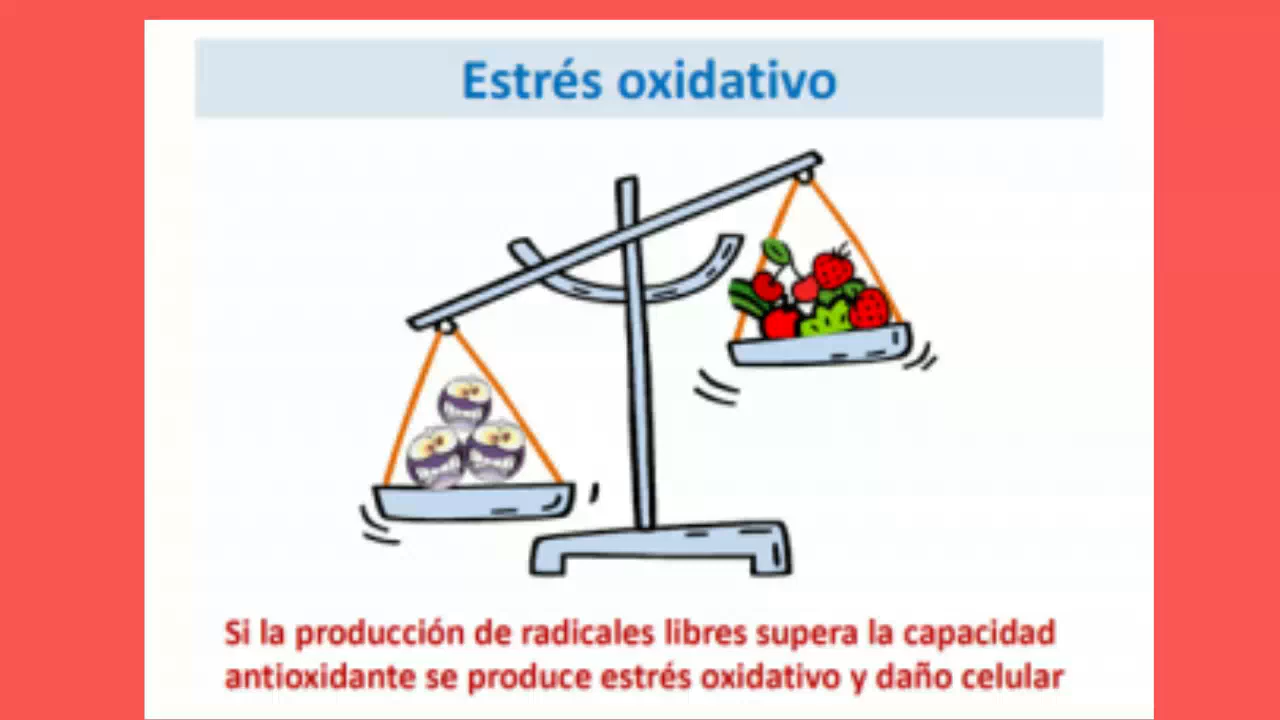 Estrés oxidativo
Si la producción de radicales libres supera la capacidad
antioxidante se produce estrés oxidativo y daño celular